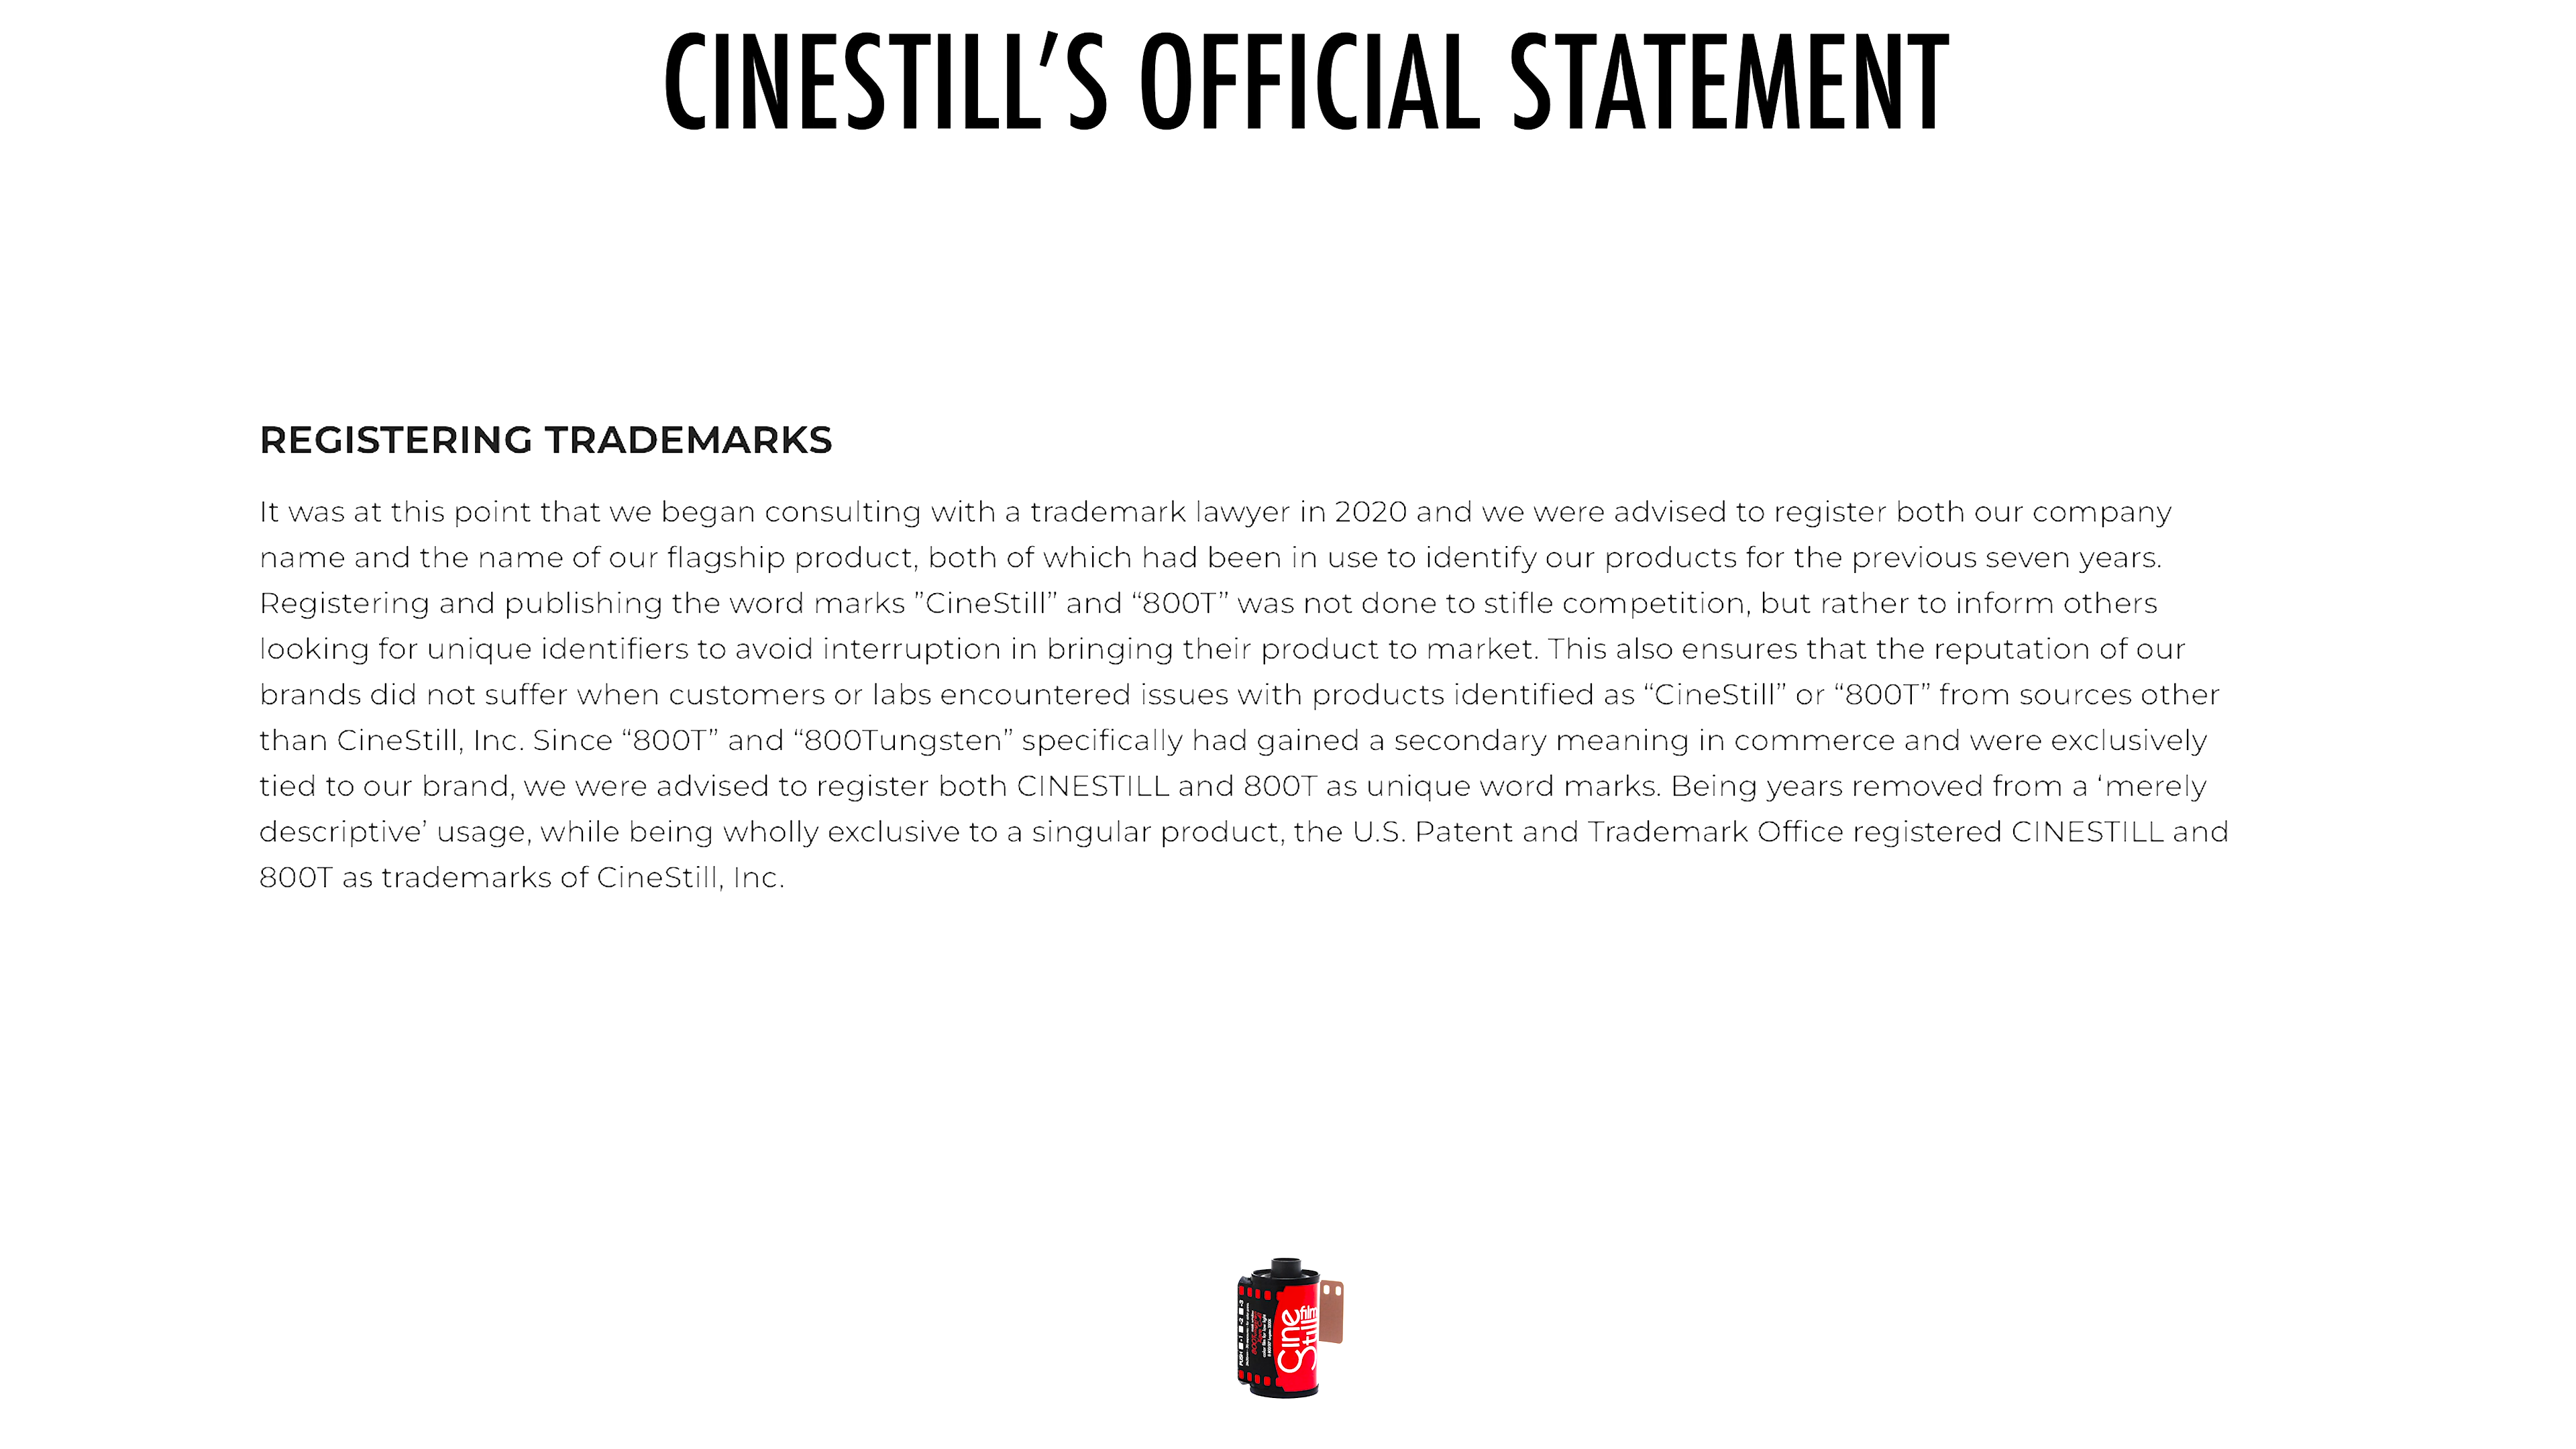 CINESTILL’S OFFICIAL STATEMENT
REGISTERING TRADEMARKS
It was at this point that we began consulting with a trademark lawyer in 2020 and we were advised to register both our company
name and the name of our flagship product, both of which had been in use to identify our products for the previous seven years.
Registering and publishing the word marks ”CineStill” and “800T” was not done to stifle competition, but rather to inform others
looking for unique identifiers to avoid interruption in bringing their product to market. This also ensures that the reputation of our
brands did not suffer when customers or labs encountered issues with products identified as “CineStill” or “800T” from sources other
than CineStill, Inc. Since “800T” and “800Tungsten” specifically had gained a secondary meaning in commerce and were exclusively
tied to our brand, we were advised to register both CINESTILL and 800T as unique word marks. Being years removed from a ‘merely
descriptive’ usage, while being wholly exclusive to a singular product, the U.S. Patent and Trademark Office registered CINESTILL and
800T as trademarks of CineStill, Inc.
Cine film
Still